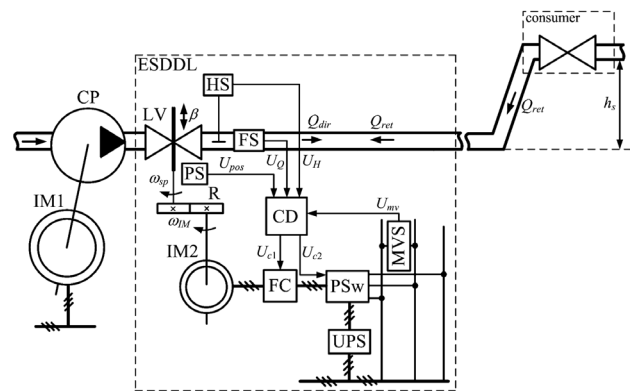 consumer
ESDDL
CP
LV
β
HS
Q_dir
Q_ret
Q_ret
h_s
FS
U_pos
U_Q
U_H
PS
ω_sp
R
CD
U_mv
IM1
ω_IM
IM2
U_c1
U_c2
MVS
FC
PSw
UPS